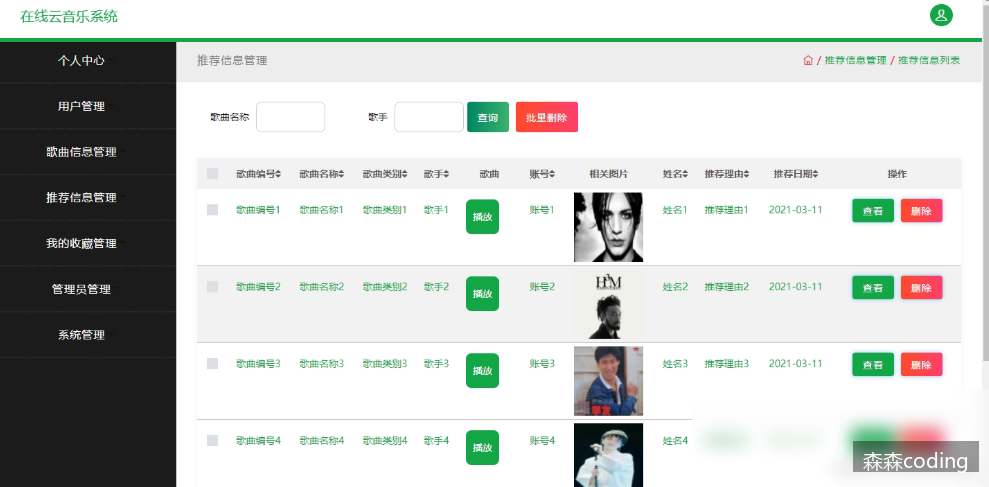 在线云音乐系统
个人中心
用户管理
歌曲信息管理
推荐信息管理
我的收藏管理
管理员管理
系统管理
推荐信息管理
/ 推荐信息管理 / 推荐信息列表
歌曲名称 歌手 查询 批量删除
歌曲编号 歌曲名称 歌曲类别 歌手 歌曲 账号 相关图片 姓名 推荐理由 推荐日期 操作
歌曲编号1 歌曲名称1 歌曲类别1 歌手1 播放 账号1 姓名1 推荐理由1 2021-03-11 查看 删除
歌曲编号2 歌曲名称2 歌曲类别2 歌手2 播放 账号2 姓名2 推荐理由2 2021-03-11 查看 删除
歌曲编号3 歌曲名称3 歌曲类别3 歌手3 播放 账号3 姓名3 推荐理由3 2021-03-11 查看 删除
歌曲编号4 歌曲名称4 歌曲类别4 歌手4 播放 账号4 姓名4
森森coding